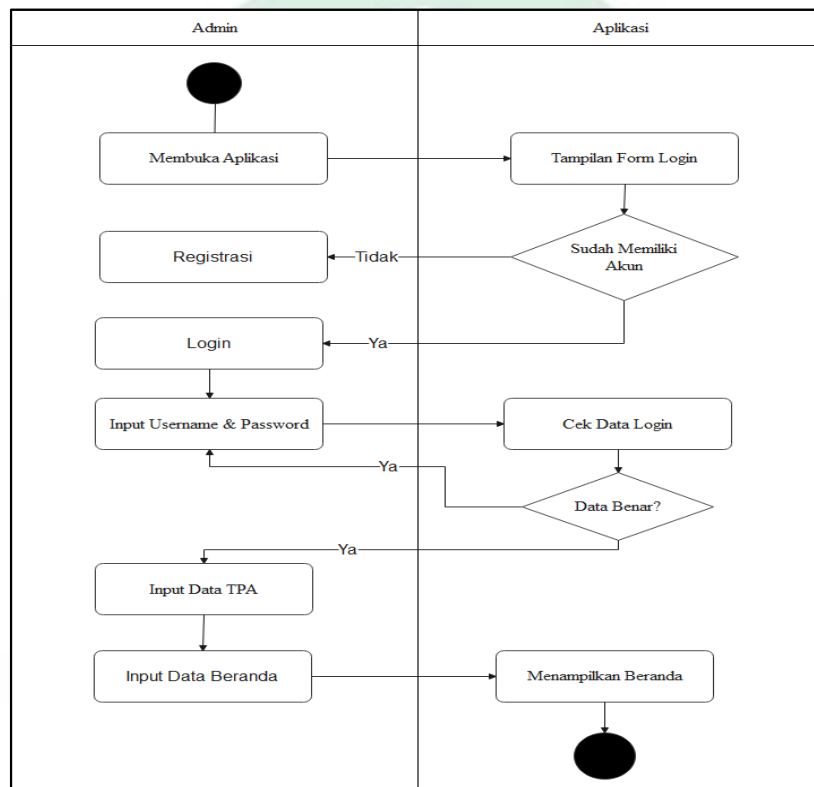 Admin
Aplikasi
Membuka Aplikasi
Tampilan Form Login
Registrasi
Tidak
Sudah Memiliki
Akun
Login
Ya
Input Username & Password
Cek Data Login
Ya
Data Benar?
Ya
Input Data TPA
Input Data Beranda
Menampilkan Beranda